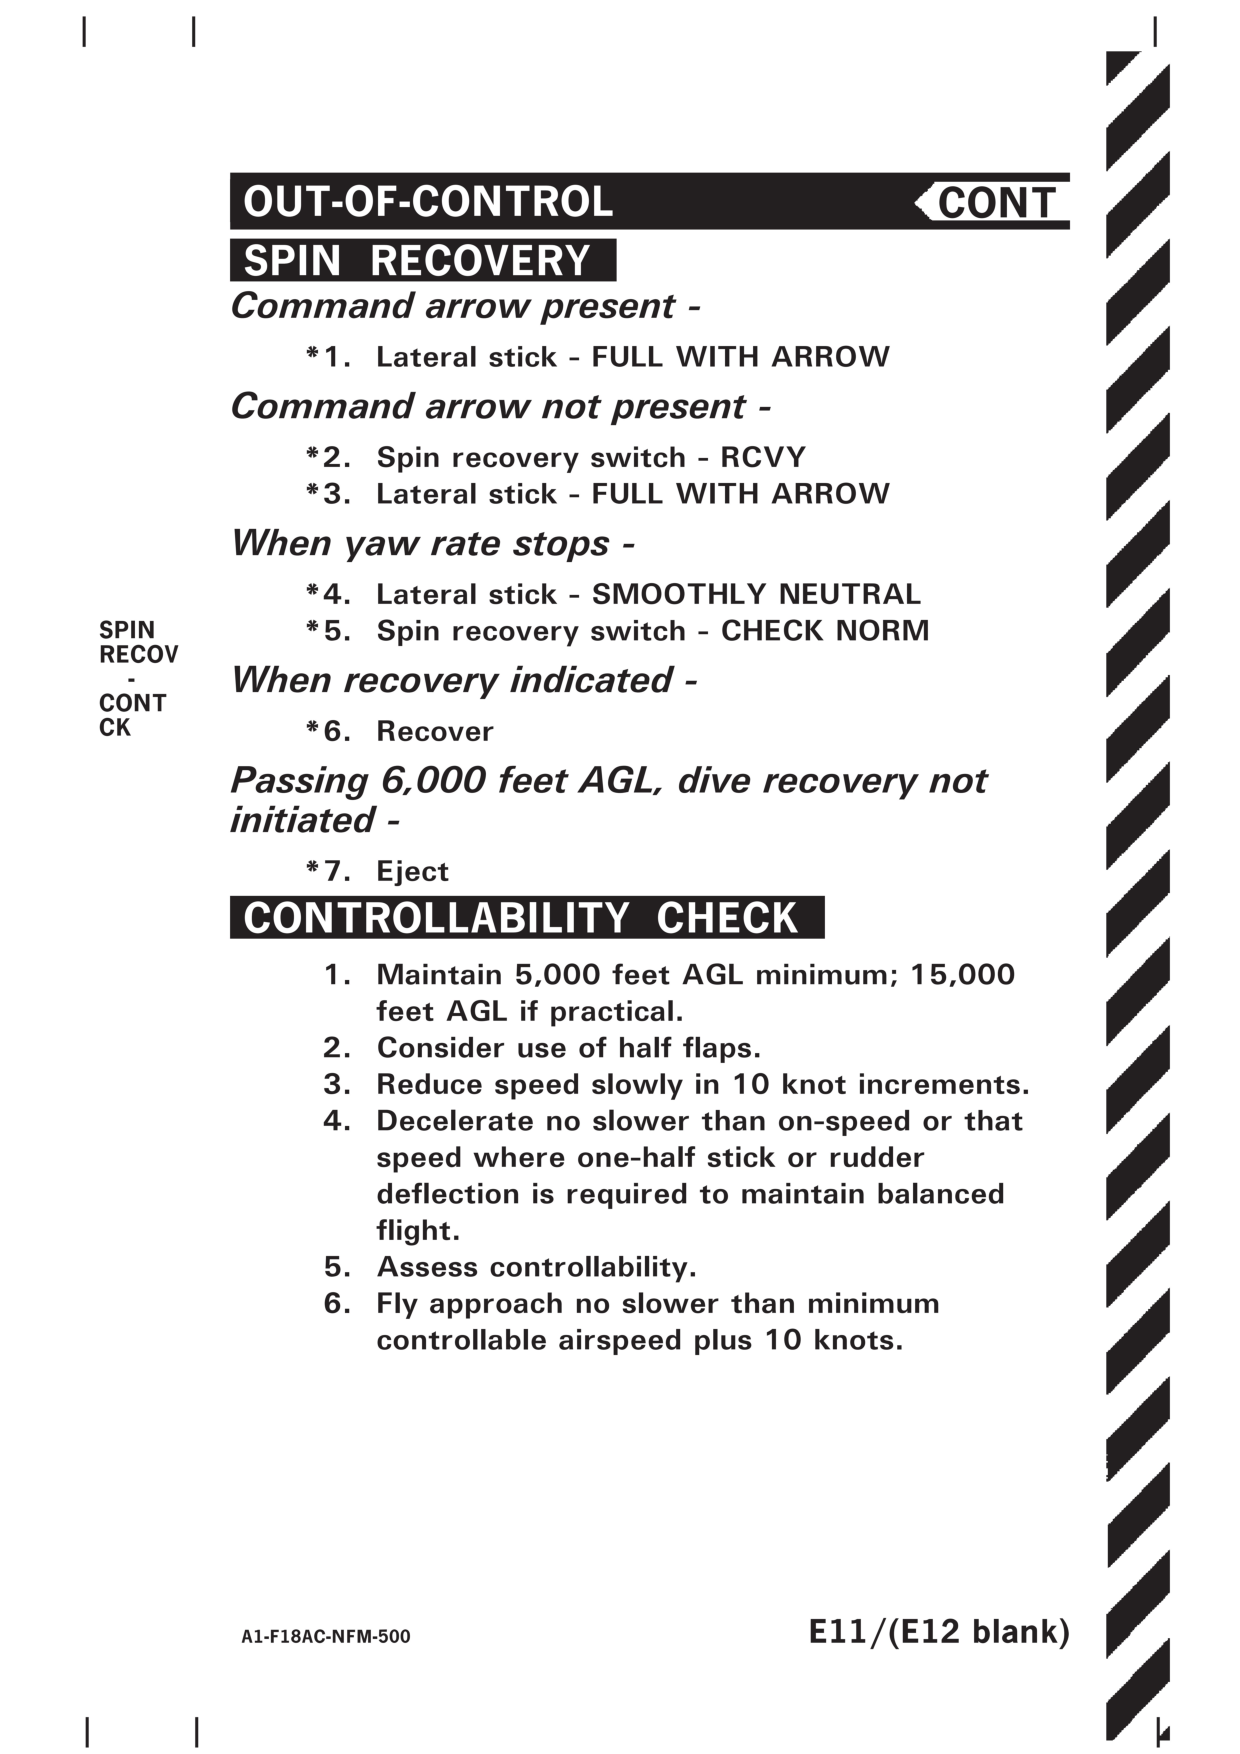 OUT-OF-CONTROL CONT
SPIN RECOVERY
Command arrow present -
*1. Lateral stick - FULL WITH ARROW
Command arrow not present -
*2. Spin recovery switch - RCVY
*3. Lateral stick - FULL WITH ARROW
When yaw rate stops -
*4. Lateral stick - SMOOTHLY NEUTRAL
*5. Spin recovery switch - CHECK NORM
When recovery indicated -
*6. Recover
Passing 6,000 feet AGL, dive recovery not
initiated -
*7. Eject
SPIN
RECOV
-
CONT
CK
CONTROLLABILITY CHECK
1. Maintain 5,000 feet AGL minimum; 15,000
feet AGL if practical.
2. Consider use of half flaps.
3. Reduce speed slowly in 10 knot increments.
4. Decelerate no slower than on-speed or that
speed where one-half stick or rudder
deflection is required to maintain balanced
flight.
5. Assess controllability.
6. Fly approach no slower than minimum
controllable airspeed plus 10 knots.
A1-F18AC-NFM-500 E11/(E12 blank)